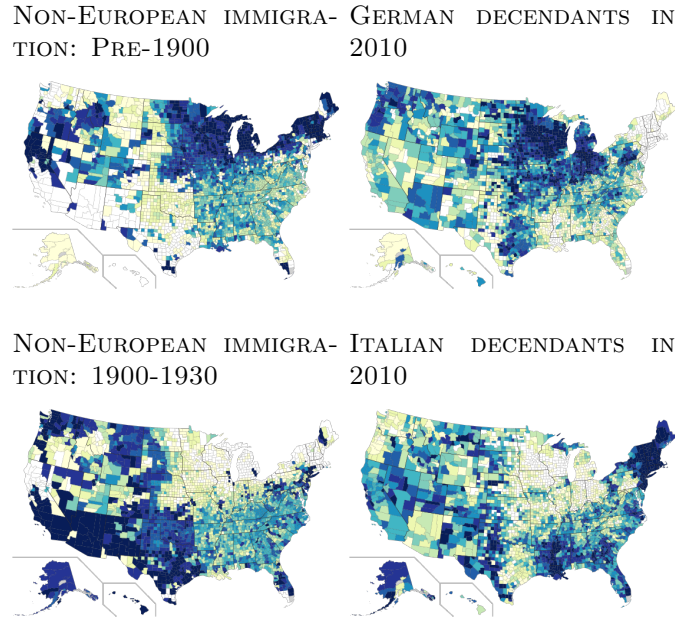 Non-European immigra-
tion: Pre-1900
German decendants in
2010
Non-European immigra-
tion: 1900-1930
Italian decendants in
2010